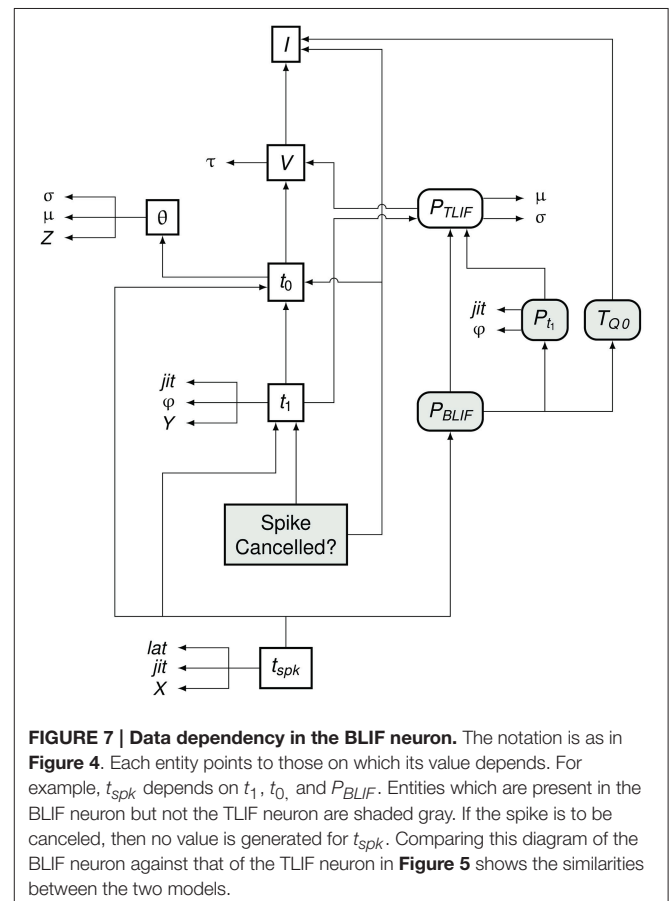 I
τ
V
σ
μ
Z
θ
P_TLIF
μ
σ
t_0
jit
φ
P_t_1
T_Q0
jit
φ
Y
t_1
P_BLIF
Spike
Cancelled?
lat
jit
X
t_spk
FIGURE 7 | Data dependency in the BLIF neuron. The notation is as in
Figure 4. Each entity points to those on which its value depends. For
example, t_spk depends on t_1, t_0, and P_BLIF. Entities which are present in the
BLIF neuron but not the TLIF neuron are shaded gray. If the spike is to be
canceled, then no value is generated for t_spk. Comparing this diagram of the
BLIF neuron against that of the TLIF neuron in Figure 5 shows the similarities
between the two models.